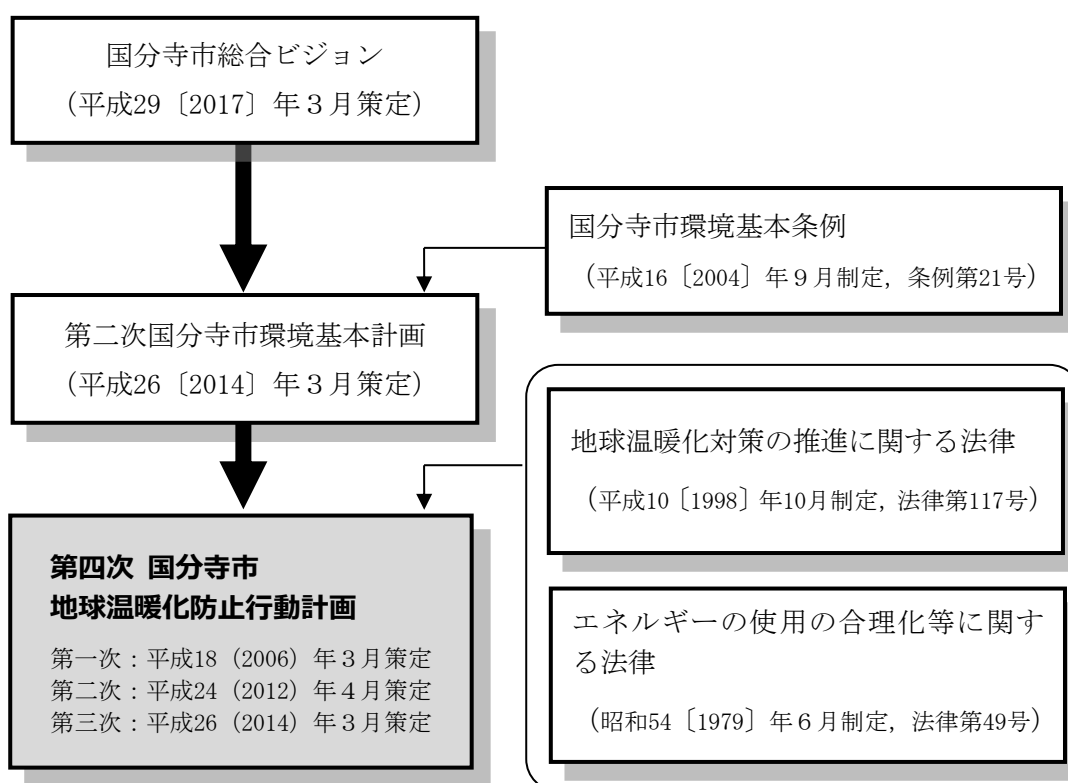 国分寺市総合ビジョン
（平成29〔2017〕年３月策定）
国分寺市環境基本条例
（平成16〔2004〕年９月制定，条例第21号）
第二次国分寺市環境基本計画
（平成26〔2014〕年３月策定）
地球温暖化対策の推進に関する法律
（平成10〔1998〕年10月制定，法律第117号）
第四次 国分寺市
地球温暖化防止行動計画
第一次：平成18（2006）年３月策定
第二次：平成24（2012）年４月策定
第三次：平成26（2014）年３月策定
エネルギーの使用の合理化等に関す
る法律
（昭和54〔1979〕年６月制定，法律第49号）